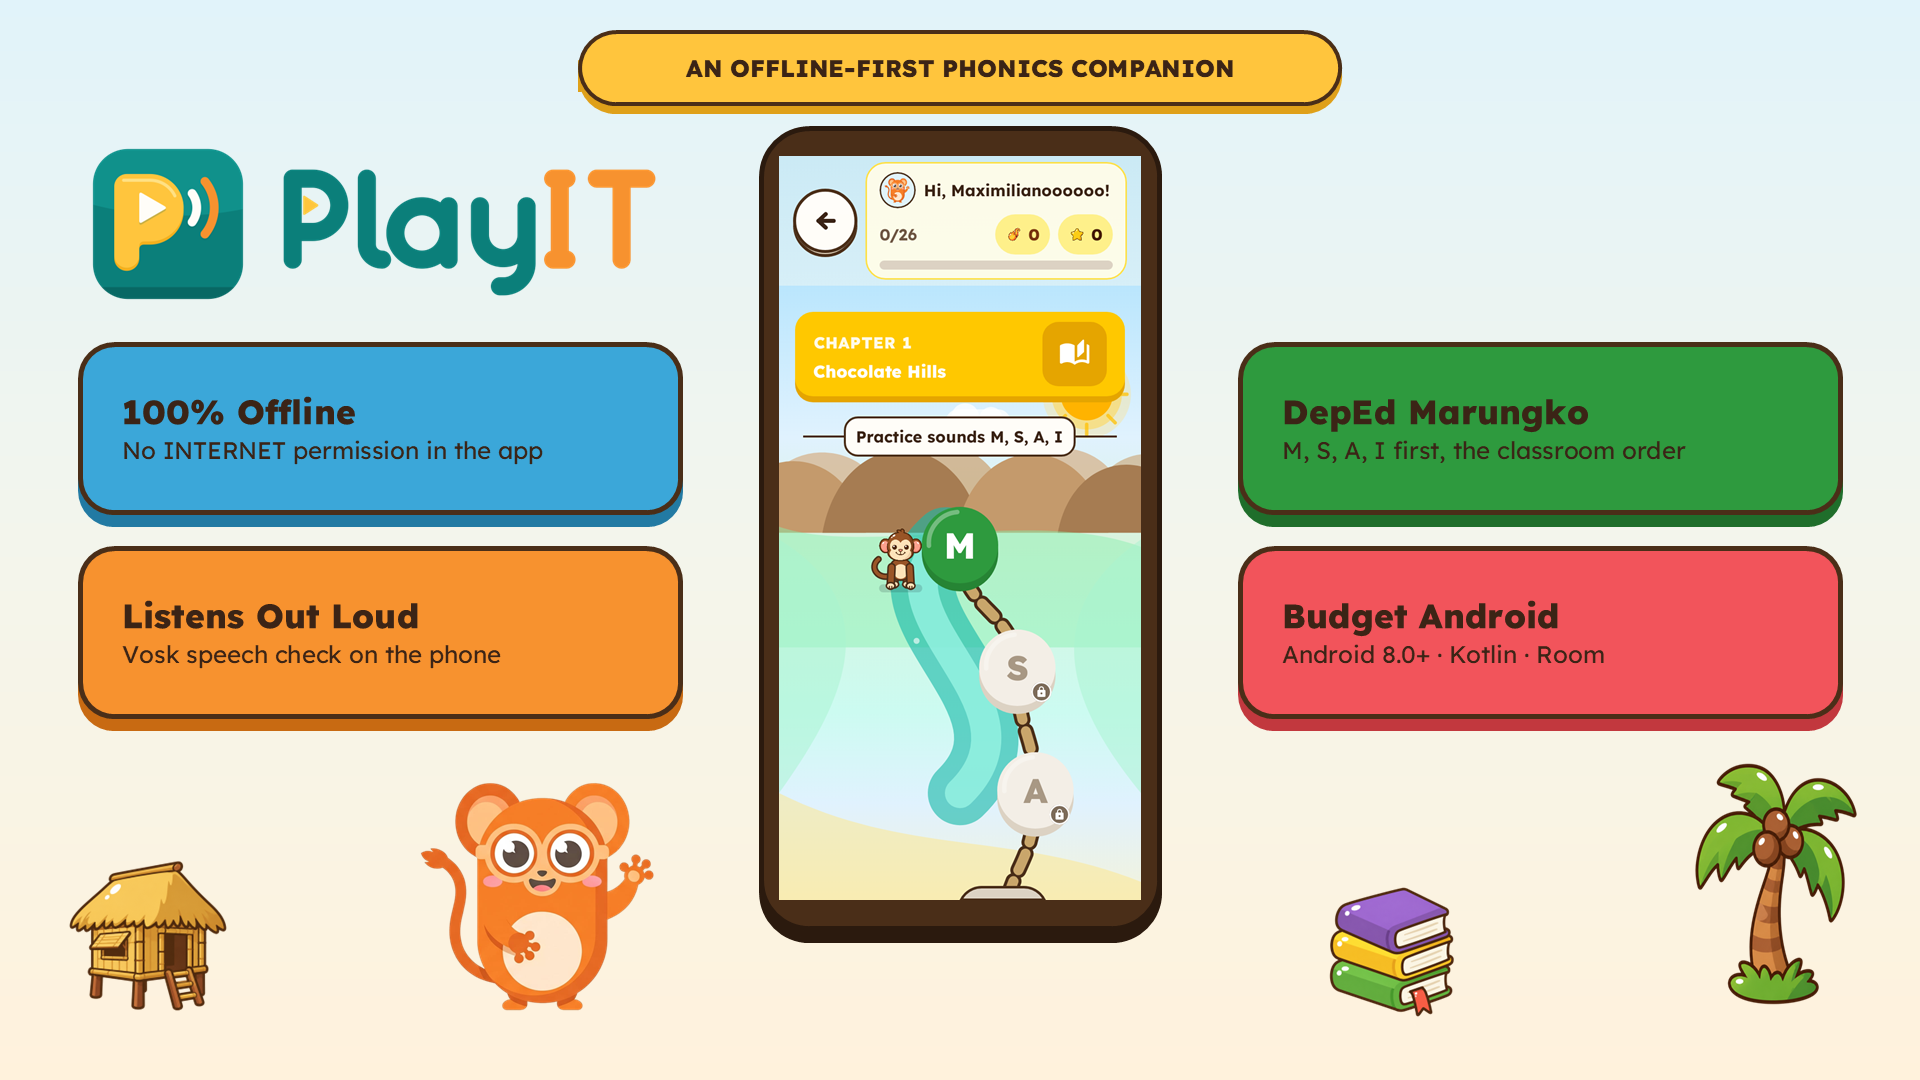 AN OFFLINE-FIRST PHONICS COMPANION
PlayIT
100% Offline
No INTERNET permission in the app
Listens Out Loud
Vosk speech check on the phone
Hi, Maximilianoooooo!
0/26
0
0
CHAPTER 1
Chocolate Hills
Practice sounds M, S, A, I
M
S
A
DepEd Marungko
M, S, A, I first, the classroom order
Budget Android
Android 8.0+ · Kotlin · Room